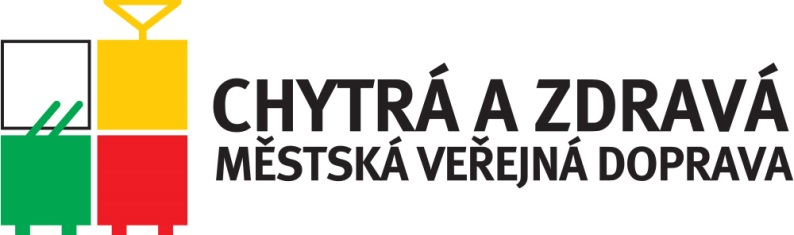 CHYTRÁ A ZDRAVÁ
MĚSTSKÁ VEŘEJNÁ DOPRAVA